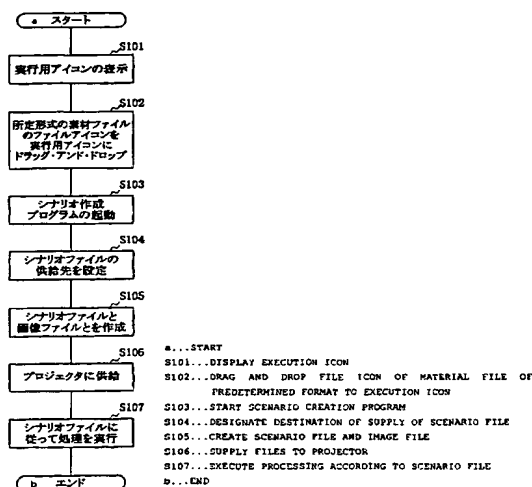 a スタート
S101
実行用アイコンの表示
S102
所定形式の素材ファイル
のファイルアイコンを
実行用アイコンに
ドラッグ・アンド・ドロップ
S103
シナリオ作成
プログラムの起動
S104
シナリオファイルの
供給先を設定
S105
シナリオファイルと
画像ファイルとを作成
S106
プロジェクタに供給
S107
シナリオファイルに
従って処理を実行
b エンド
a...START
S101...DISPLAY EXECUTION ICON
S102...DRAG AND DROP FILE ICON OF MATERIAL FILE OF
PREDETERMINED FORMAT TO EXECUTION ICON
S103...START SCENARIO CREATION PROGRAM
S104...DESIGNATE DESTINATION OF SUPPLY OF SCENARIO FILE
S105...CREATE SCENARIO FILE AND IMAGE FILE
S106...SUPPLY FILES TO PROJECTOR
S107...EXECUTE PROCESSING ACCORDING TO SCENARIO FILE
b...END